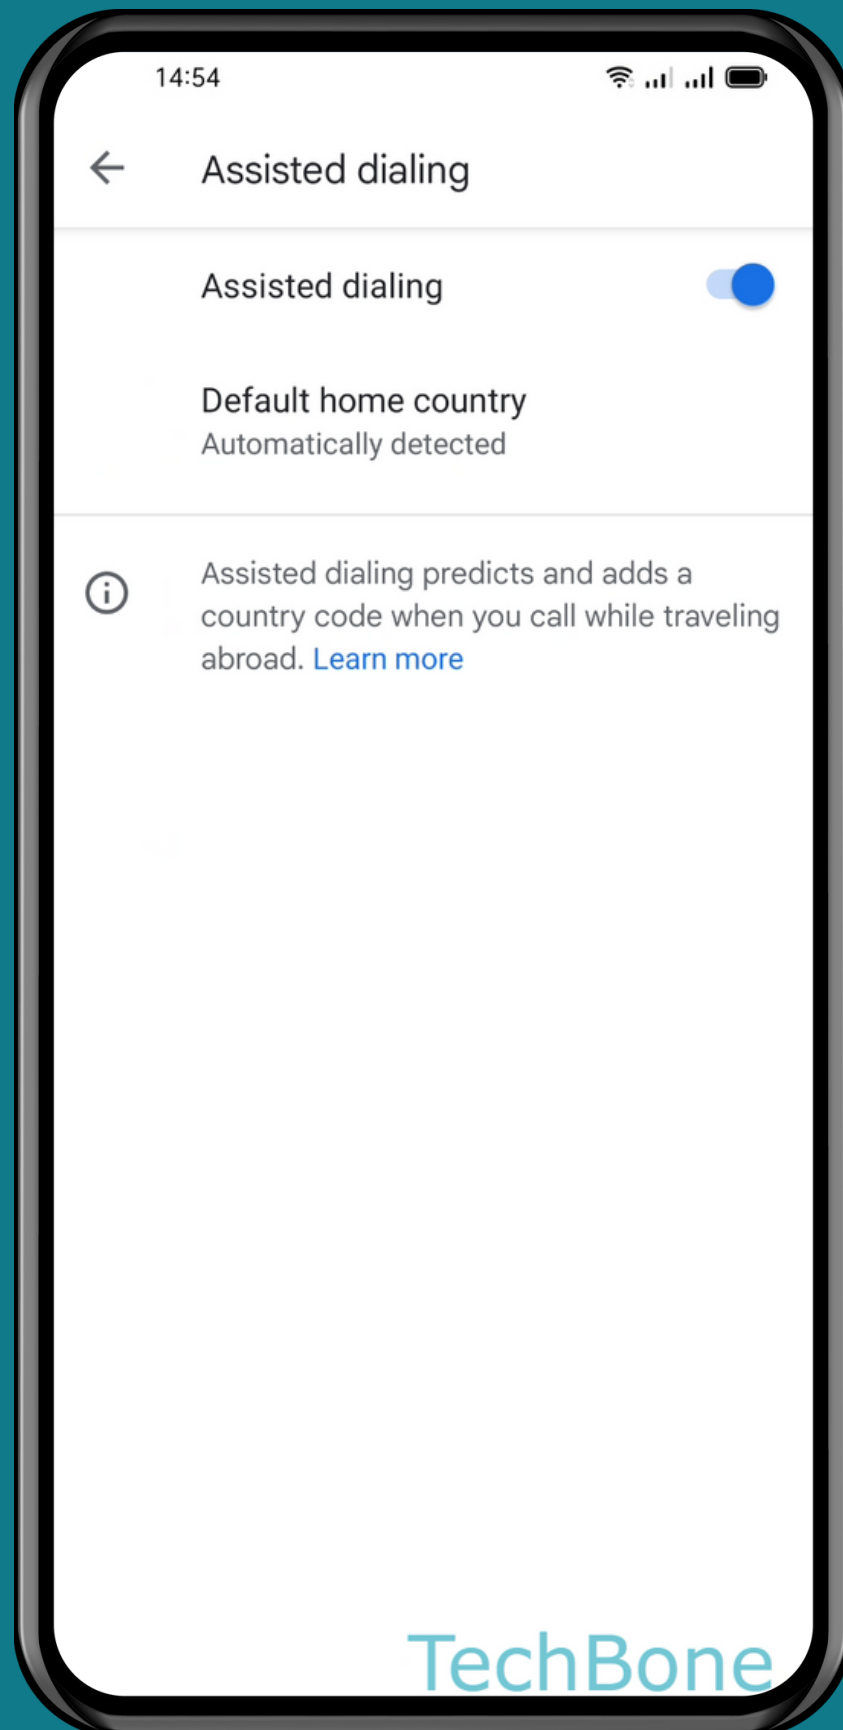 14:54
Assisted dialing
Assisted dialing
Default home country
Automatically detected
Assisted dialing predicts and adds a
country code when you call while traveling
abroad. Learn more
TechBone